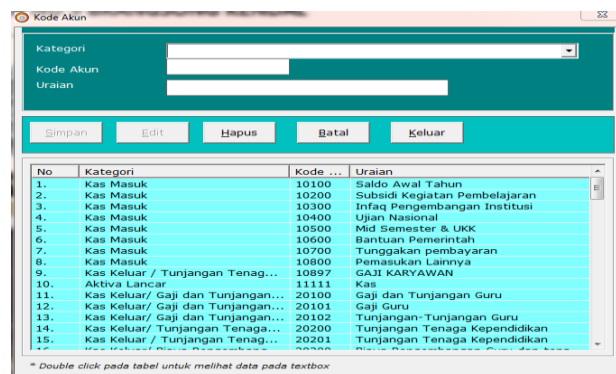 Kode Akun
Kategori
Kode Akun
Uraian
Simpan Edit Hapus Batal Keluar
No Kategori Kode ... Uraian
1. Kas Masuk 10100 Saldo Awal Tahun
2. Kas Masuk 10200 Subsidi Kegiatan Pembelajaran
3. Kas Masuk 10300 Infaq Pengembangan Institusi
4. Kas Masuk 10400 Ujian Nasional
5. Kas Masuk 10500 Mid Semester & UKK
6. Kas Masuk 10600 Bantuan Pemerintah
7. Kas Masuk 10700 Tunggakan pembayaran
8. Kas Masuk 10800 Pemasukan Lainnya
9. Kas Keluar / Tunjangan Tenag... 10897 GAJI KARYAWAN
10. Aktiva Lancar 11111 Kas
11. Kas Keluar/ Gaji dan Tunjangan... 20100 Gaji dan Tunjangan Guru
12. Kas Keluar/ Gaji dan Tunjangan... 20101 Gaji Guru
13. Kas Keluar/ Gaji dan Tunjangan... 20102 Tunjangan-Tunjangan Guru
14. Kas Keluar/ Tunjangan Tenaga... 20200 Tunjangan Tenaga Kependidikan
15. Kas Keluar / Tunjangan Tenaga... 20201 Tunjangan Tenaga Kependidikan
* Double click pada tabel untuk melihat data pada textbox